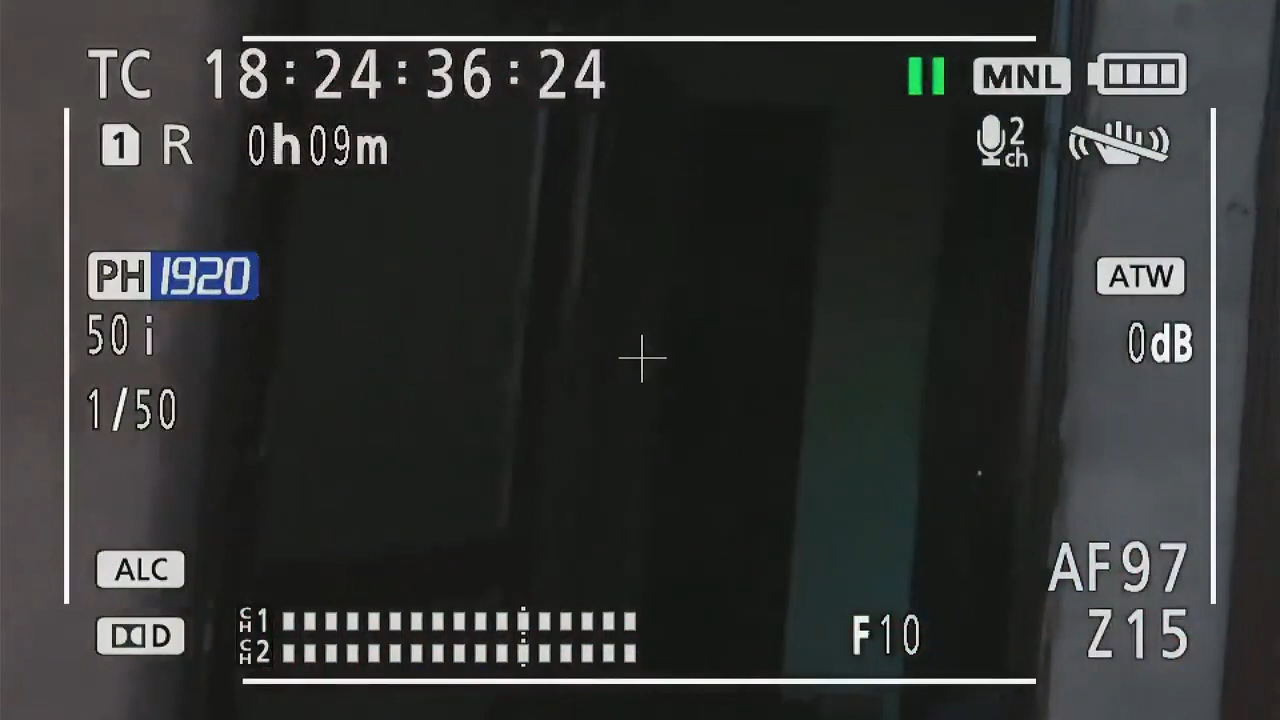 TC 18:24:36:24 MNL
1 R 0h09m 2ch
PH 1920 ATW
50i 0dB
1/50
ALC AF97
D CH1 F10 Z15
CH2